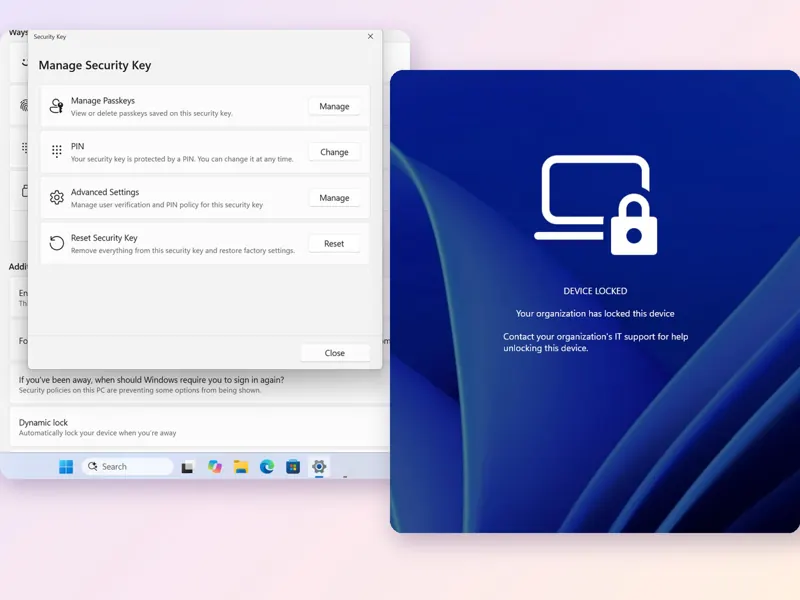 Ways
Security Key
Manage Security Key
Manage Passkeys
View or delete passkeys saved on this security key.
Manage
PIN
Your security key is protected by a PIN. You can change it at any time.
Change
Advanced Settings
Manage user verification and PIN policy for this security key
Manage
Reset Security Key
Remove everything from this security key and restore factory settings.
Reset
Close
If you've been away, when should Windows require you to sign in again?
Security policies on this PC are preventing some options from being shown.
Dynamic lock
Automatically lock your device when you're away
Search
DEVICE LOCKED
Your organization has locked this device
Contact your organization's IT support for help
unlocking this device.